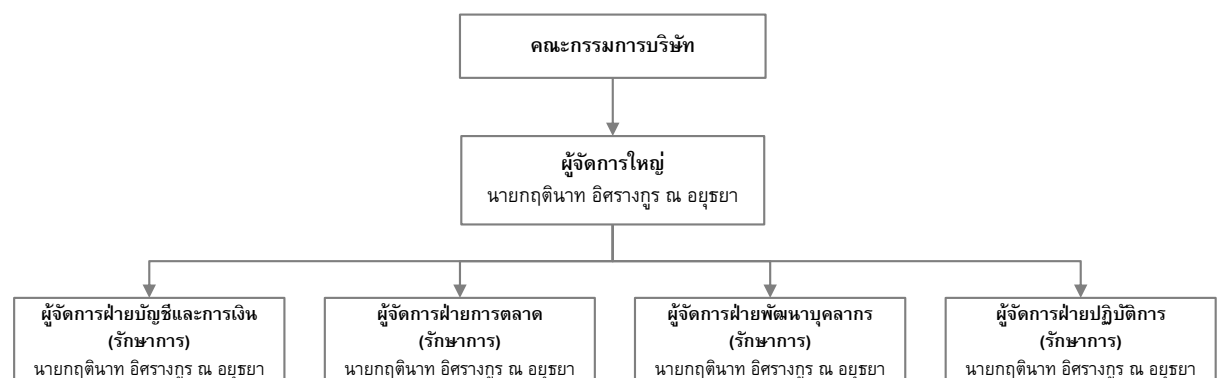 คณะกรรมการบริษัท
ผู้จัดการใหญ่
นายกฤตินาท อิศรางกูร ณ อยุธยา
ผู้จัดการฝ่ายบัญชีและการเงิน
(รักษาการ)
นายกฤตินาท อิศรางกูร ณ อยุธยา
ผู้จัดการฝ่ายการตลาด
(รักษาการ)
นายกฤตินาท อิศรางกูร ณ อยุธยา
ผู้จัดการฝ่ายพัฒนาบุคลากร
(รักษาการ)
นายกฤตินาท อิศรางกูร ณ อยุธยา
ผู้จัดการฝ่ายปฏิบัติการ
(รักษาการ)
นายกฤตินาท อิศรางกูร ณ อยุธยา